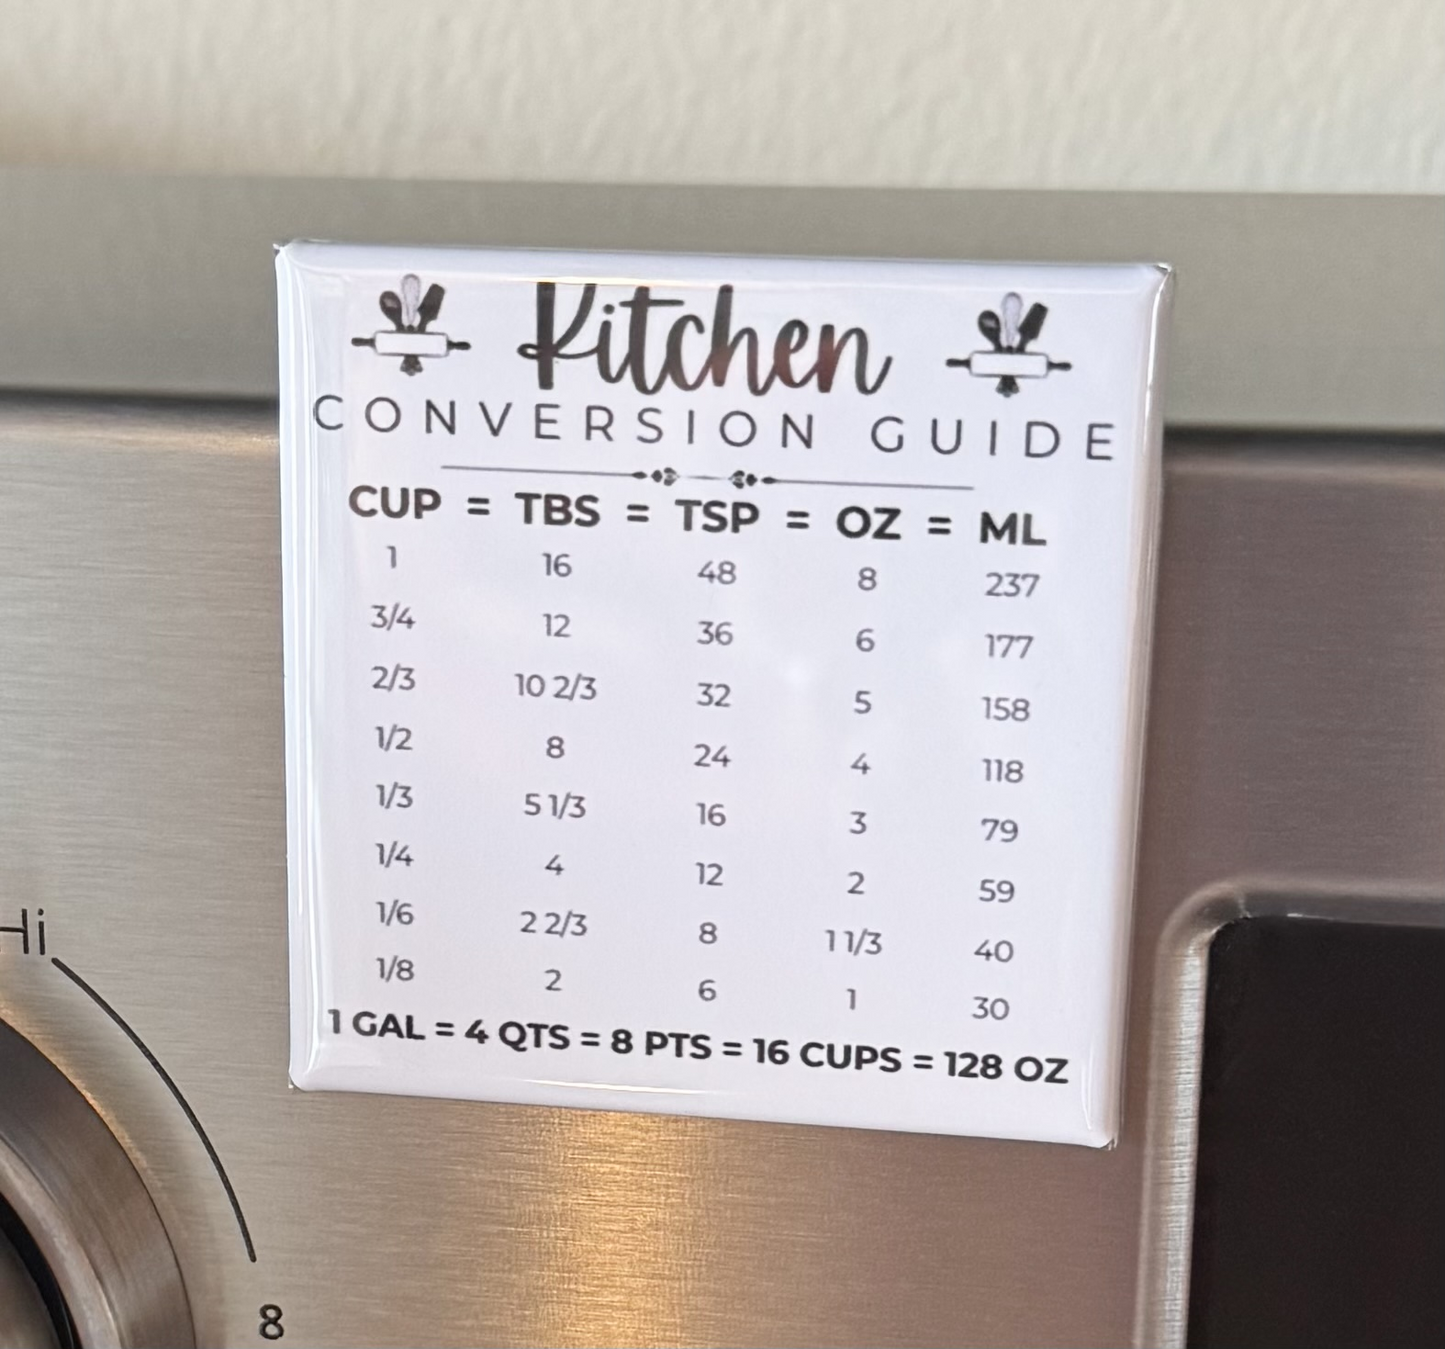 Kitchen
CONVERSION GUIDE
CUP = TBS = TSP = OZ = ML
1 16 48 8 237
3/4 12 36 6 177
2/3 10 2/3 32 5 158
1/2 8 24 4 118
1/3 5 1/3 16 3 79
1/4 4 12 2 59
1/6 2 2/3 8 1 1/3 40
1/8 2 6 1 30
1 GAL = 4 QTS = 8 PTS = 16 CUPS = 128 OZ
Hi
8